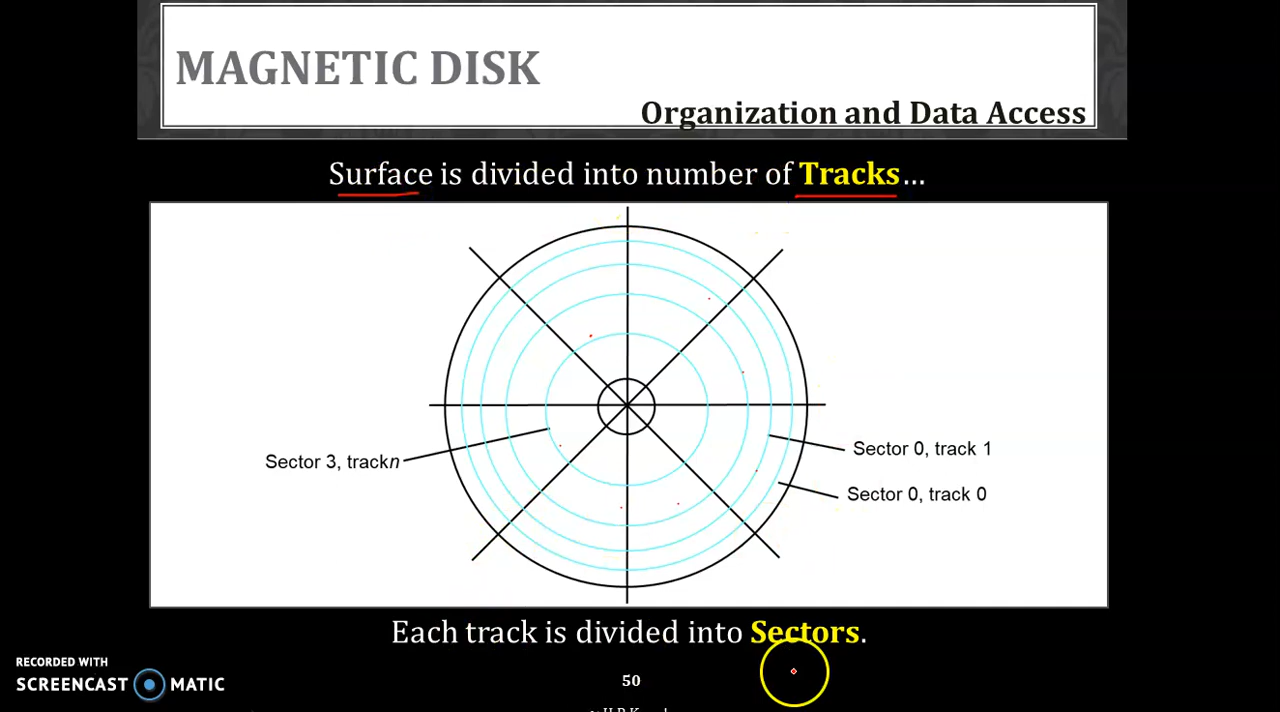 MAGNETIC DISK
Organization and Data Access
Surface is divided into number of Tracks...
Sector 0, track 1
Sector 3, trackn
Sector 0, track 0
Each track is divided into Sectors.
RECORDED WITH
SCREENCAST MATIC
50